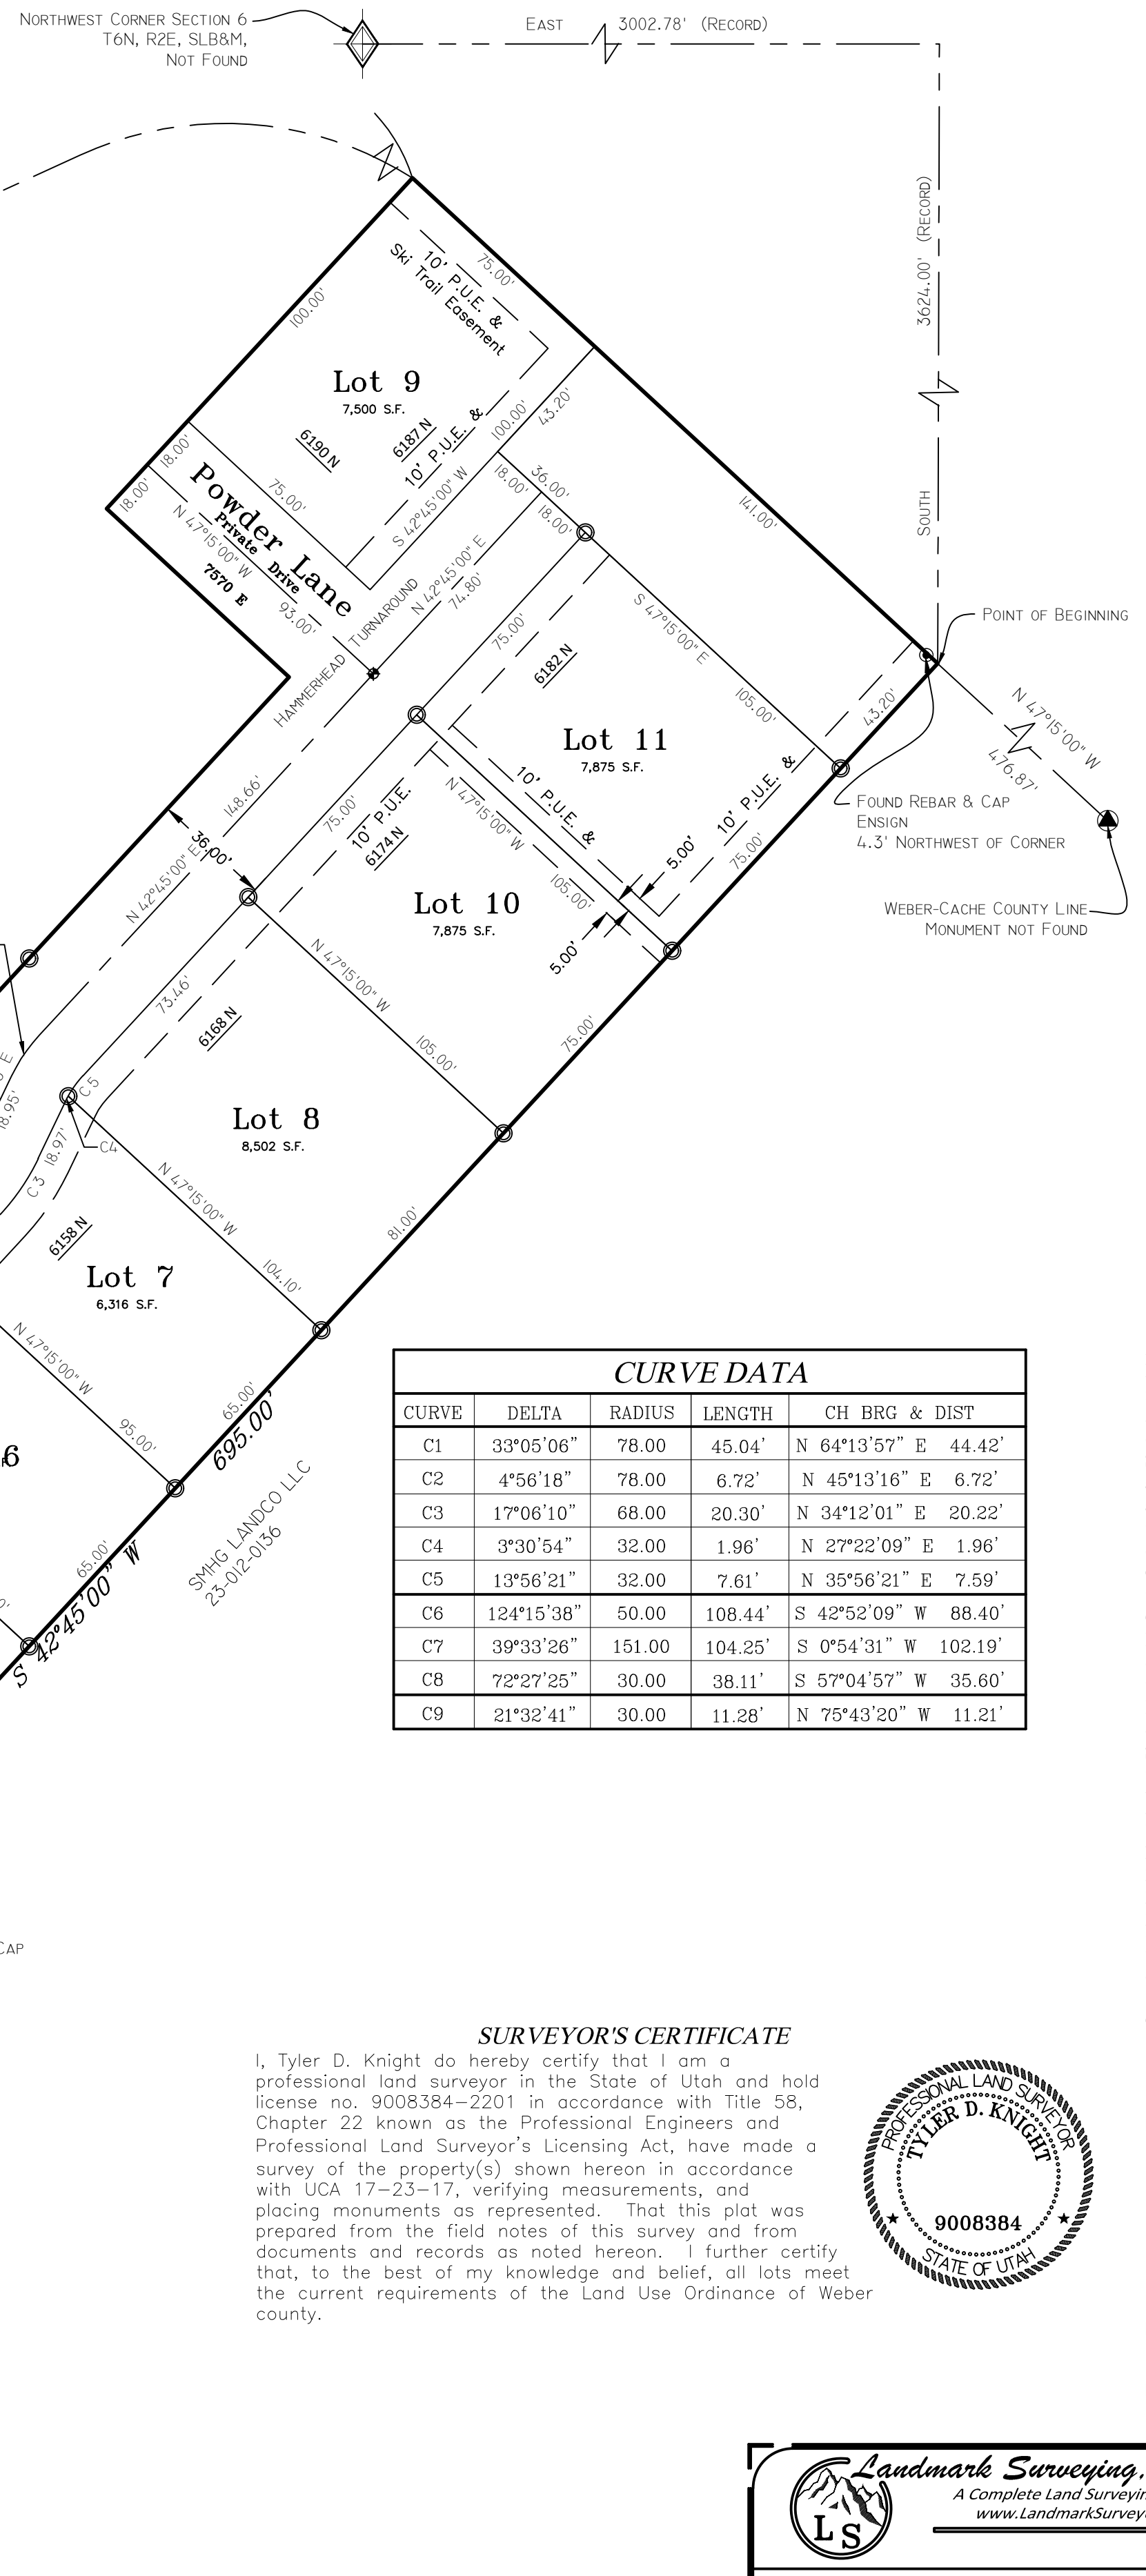 NORTHWEST CORNER SECTION 6
T6N, R2E, SLB&M,
NOT FOUND
EAST 3002.78' (RECORD)
3624.00' (RECORD)
SOUTH
75.00'
10' P.U.E. &
Ski Trail Easement
100.00'
Lot 9
7,500 S.F.
6190 N
6187 N
10' P.U.E. &
100.00'
43.20'
S 42°45'00" W
18.00'
18.00'
75.00'
Powder Lane
Private Drive
N 47°15'00" W
93.00'
7570 E
36.00'
18.00'
18.00'
N 42°45'00" E
74.80'
HAMMERHEAD TURNAROUND
141.00'
POINT OF BEGINNING
S 47°15'00" E
105.00'
75.00'
6182 N
Lot 11
7,875 S.F.
43.20'
N 47°15'00" W
476.87'
FOUND REBAR & CAP
ENSIGN
4.3' NORTHWEST OF CORNER
WEBER-CACHE COUNTY LINE
MONUMENT NOT FOUND
10' P.U.E. &
10' P.U.E. &
5.00'
75.00'
148.66'
36.00'
N 42°45'00" E
75.00'
10' P.U.E.
6174 N
N 47°15'00" W
105.00'
Lot 10
7,875 S.F.
5.00'
N 47°15'00" W
105.00'
75.00'
73.46'
6168 N
C5
C4
Lot 8
8,502 S.F.
E
18.95'
C3 18.97'
N 47°15'00" W
104.10'
81.00'
6158 N
Lot 7
6,316 S.F.
N 47°15'00" W
95.00'
65.00'
695.00'
6
SMHG LANDCO LLC
23-012-0136
65.00'
S 42°45'00" W
CURVE DATA
CURVE DELTA RADIUS LENGTH CH BRG & DIST
C1 33°05'06" 78.00 45.04' N 64°13'57" E 44.42'
C2 4°56'18" 78.00 6.72' N 45°13'16" E 6.72'
C3 17°06'10" 68.00 20.30' N 34°12'01" E 20.22'
C4 3°30'54" 32.00 1.96' N 27°22'09" E 1.96'
C5 13°56'21" 32.00 7.61' N 35°56'21" E 7.59'
C6 124°15'38" 50.00 108.44' S 42°52'09" W 88.40'
C7 39°33'26" 151.00 104.25' S 0°54'31" W 102.19'
C8 72°27'25" 30.00 38.11' S 57°04'57" W 35.60'
C9 21°32'41" 30.00 11.28' N 75°43'20" W 11.21'
CAP
SURVEYOR'S CERTIFICATE
I, Tyler D. Knight do hereby certify that I am a
professional land surveyor in the State of Utah and hold
license no. 9008384-2201 in accordance with Title 58,
Chapter 22 known as the Professional Engineers and
Professional Land Surveyor's Licensing Act, have made a
survey of the property(s) shown hereon in accordance
with UCA 17-23-17, verifying measurements, and
placing monuments as represented. That this plat was
prepared from the field notes of this survey and from
documents and records as noted hereon. I further certify
that, to the best of my knowledge and belief, all lots meet
the current requirements of the Land Use Ordinance of Weber
county.
PROFESSIONAL LAND SURVEYOR
TYLER D. KNIGHT
9008384
STATE OF UTAH
Landmark Surveying,
A Complete Land Surveyin
www.LandmarkSurvey
LS